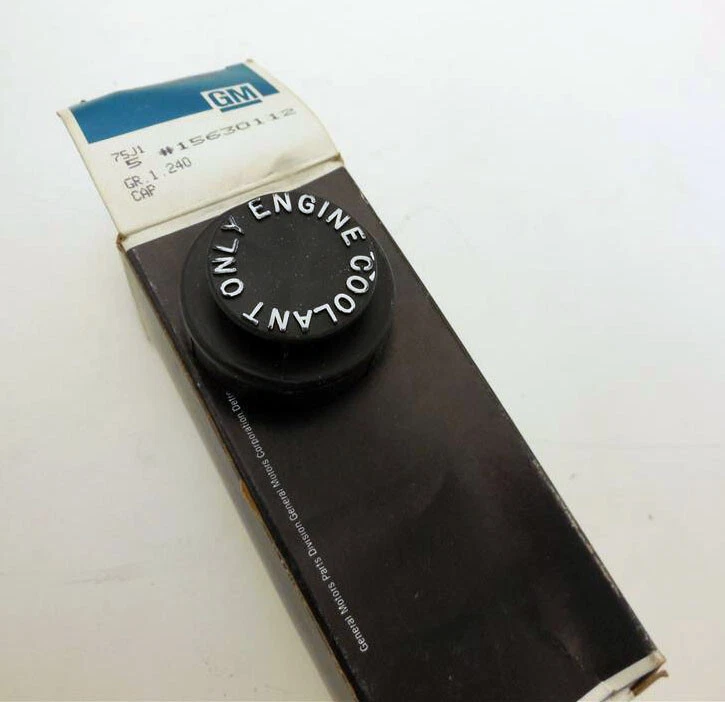 GM
75J1
5 #15630112
GR.1.240
CAP
ENGINE COOLANT ONLY
General Motors Parts Division General Motors Corporation Detr